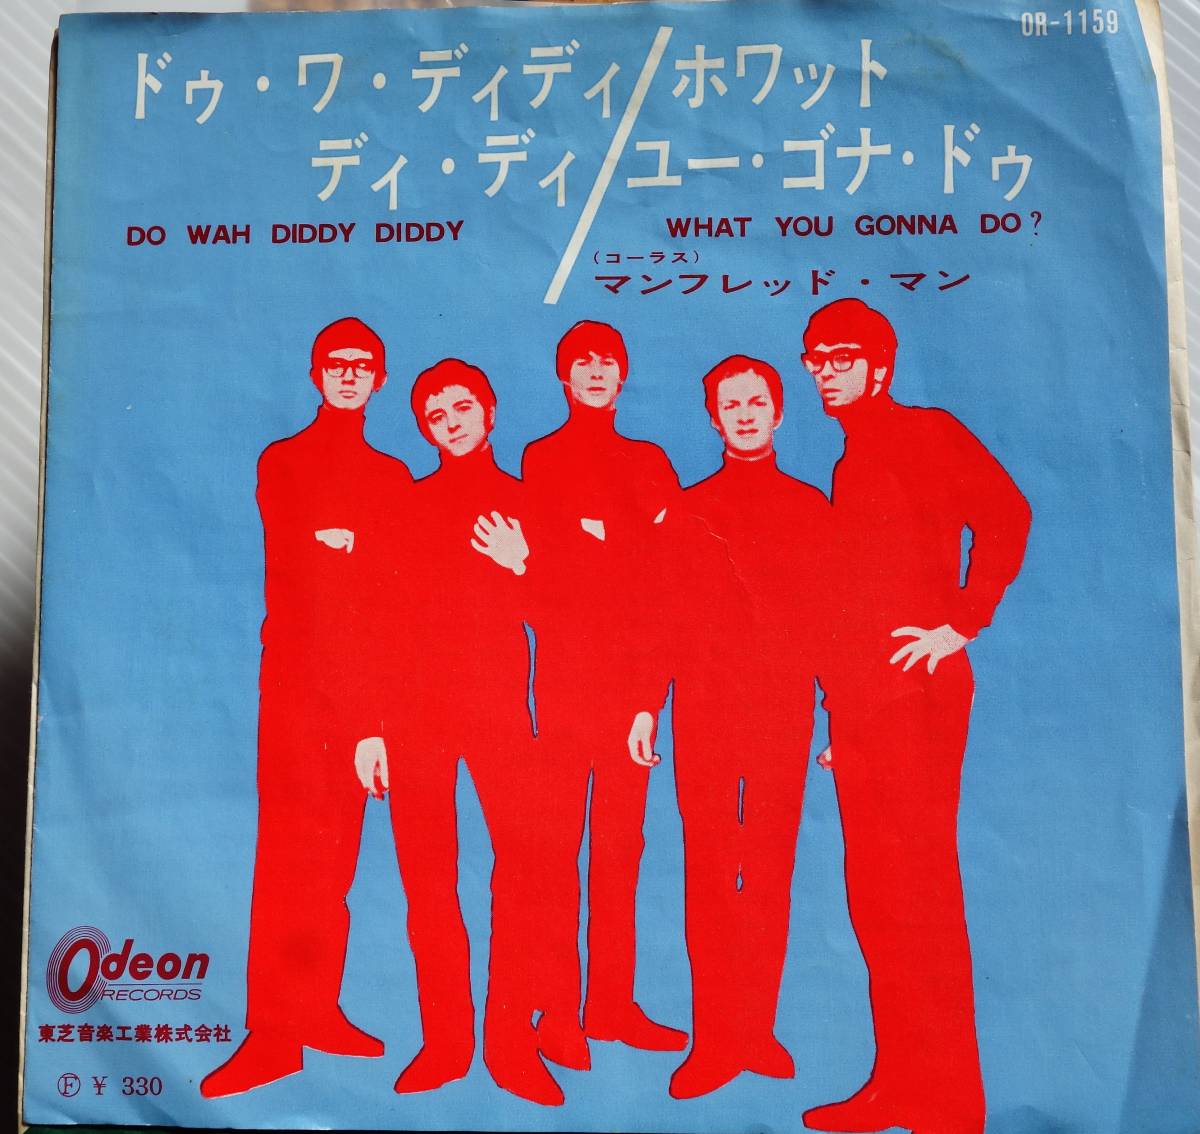 OR-1159
ドゥ・ワ・ディディ/ホワット
ディ・ディ/ユー・ゴナ・ドゥ
DO WAH DIDDY DIDDY WHAT YOU GONNA DO?
(コーラス)
マンフレッド・マン
Odeon
RECORDS
東芝音楽工業株式会社
Ⓕ ¥ 330